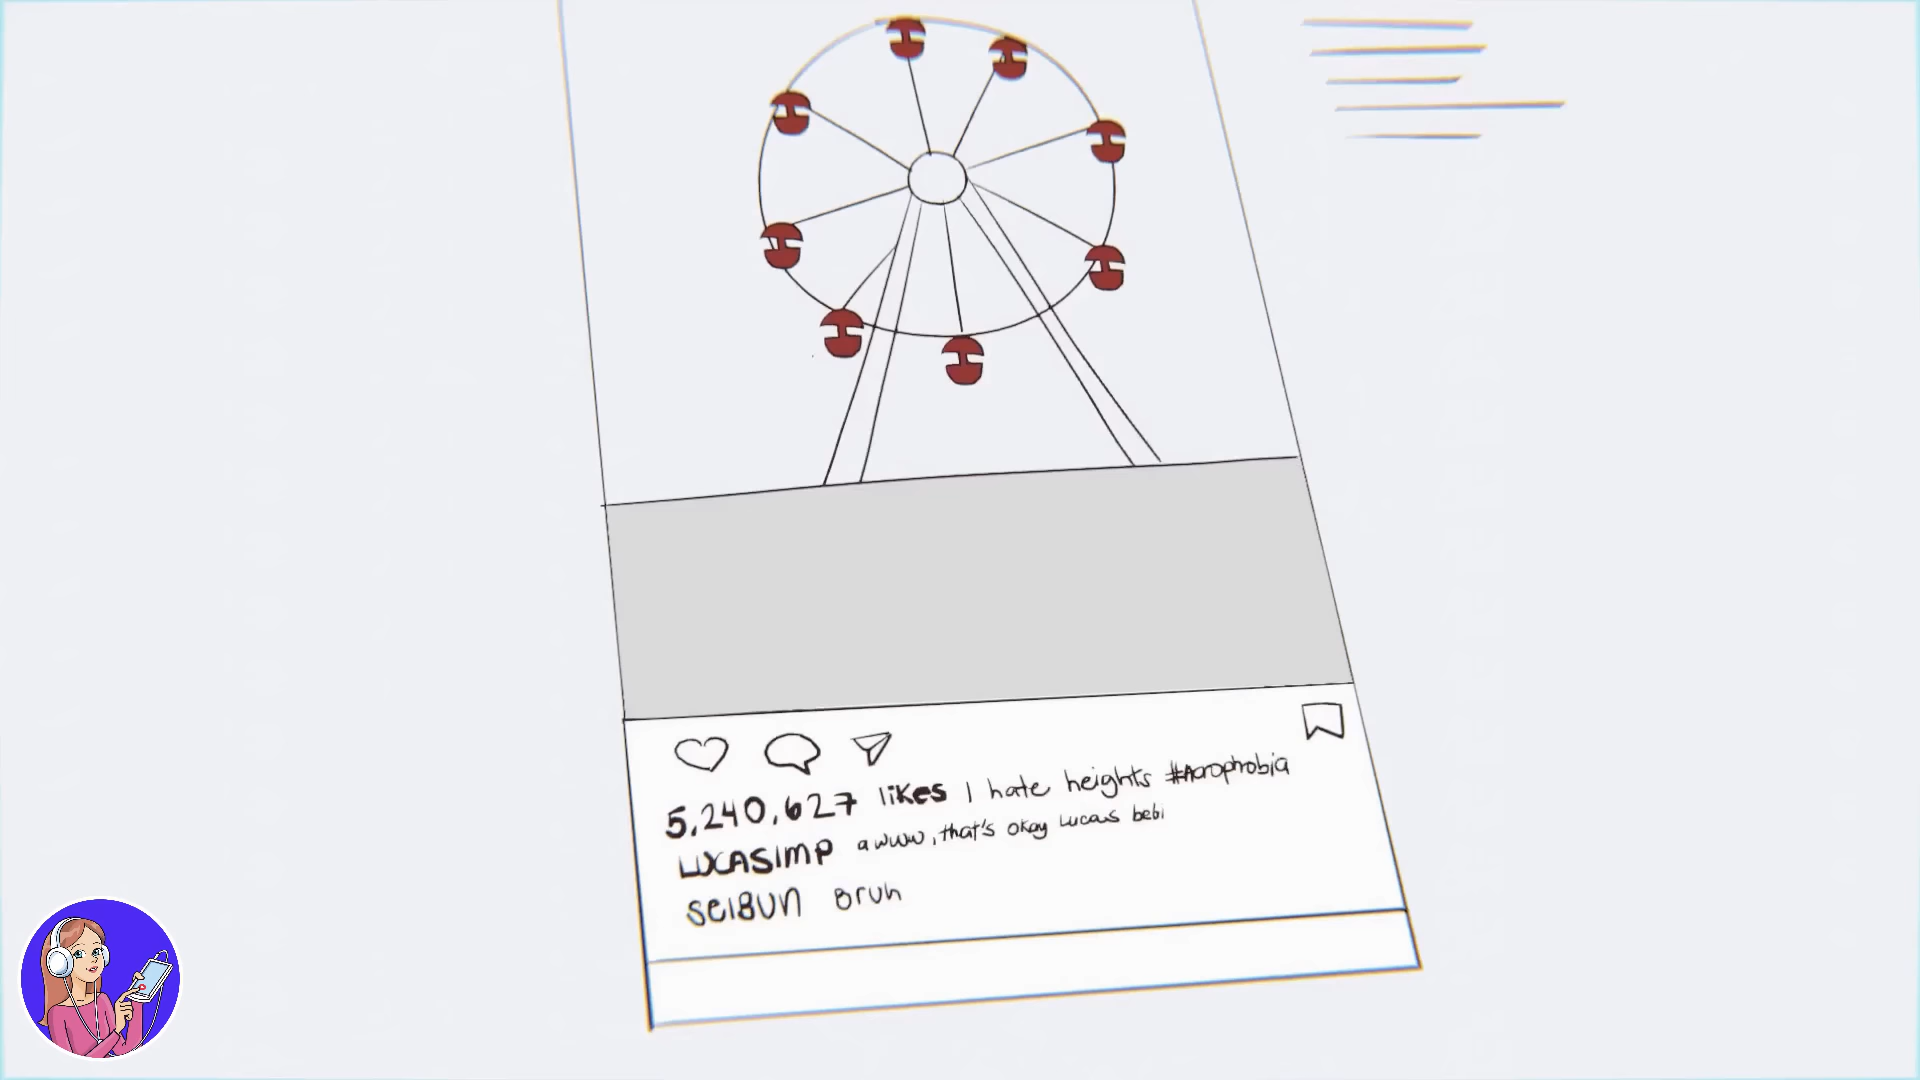 5,240,627 likes I hate heights #Acrophobia
LUCASIMP awww, that's okay Lucas bebi
SEIBUN Bruh